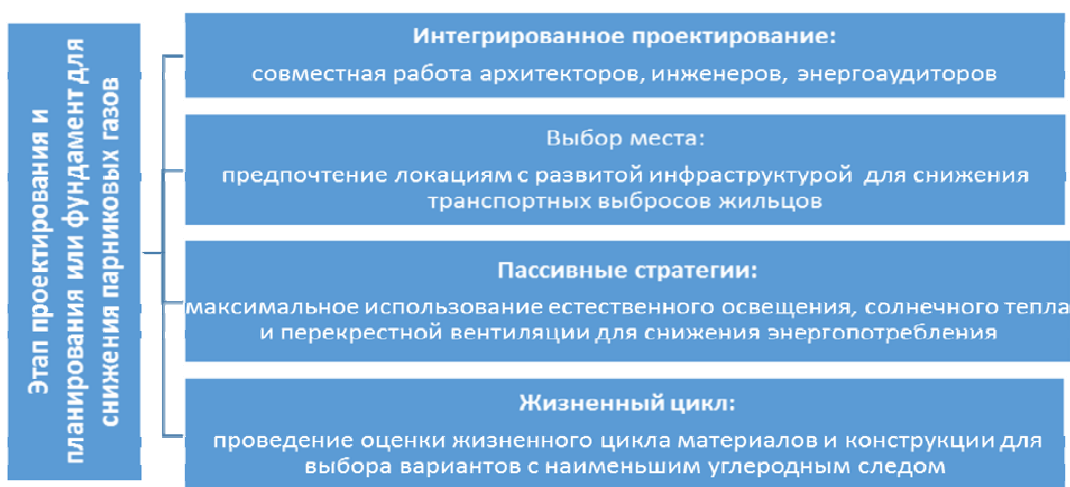 Этап проектирования и
планирования или фундамент для
снижения парниковых газов
Интегрированное проектирование:
совместная работа архитекторов, инженеров, энергоаудиторов
Выбор места:
предпочтение локациям с развитой инфраструктурой для снижения
транспортных выбросов жильцов
Пассивные стратегии:
максимальное использование естественного освещения, солнечного тепла
и перекрестной вентиляции для снижения энергопотребления
Жизненный цикл:
проведение оценки жизненного цикла материалов и конструкции для
выбора вариантов с наименьшим углеродным следом